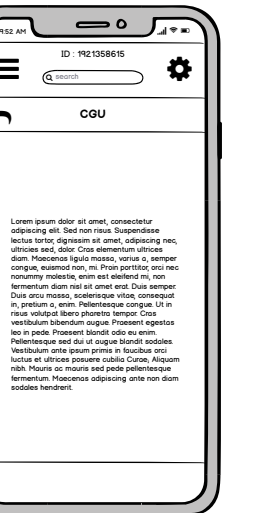 9:52 AM
ID : 1921358615
search
CGU
Lorem ipsum dolor sit amet, consectetur
adipiscing elit. Sed non risus. Suspendisse
lectus tortor, dignissim sit amet, adipiscing nec,
ultricies sed, dolor. Cras elementum ultrices
diam. Maecenas ligula massa, varius a, semper
congue, euismod non, mi. Proin porttitor, orci nec
nonummy molestie, enim est eleifend mi, non
fermentum diam nisl sit amet erat. Duis semper.
Duis arcu massa, scelerisque vitae, consequat
in, pretium a, enim. Pellentesque congue. Ut in
risus volutpat libero pharetra tempor. Cras
vestibulum bibendum augue. Praesent egestas
leo in pede. Praesent blandit odio eu enim.
Pellentesque sed dui ut augue blandit sodales.
Vestibulum ante ipsum primis in faucibus orci
luctus et ultrices posuere cubilia Curae; Aliquam
nibh. Mauris ac mauris sed pede pellentesque
fermentum. Maecenas adipiscing ante non diam
sodales hendrerit.